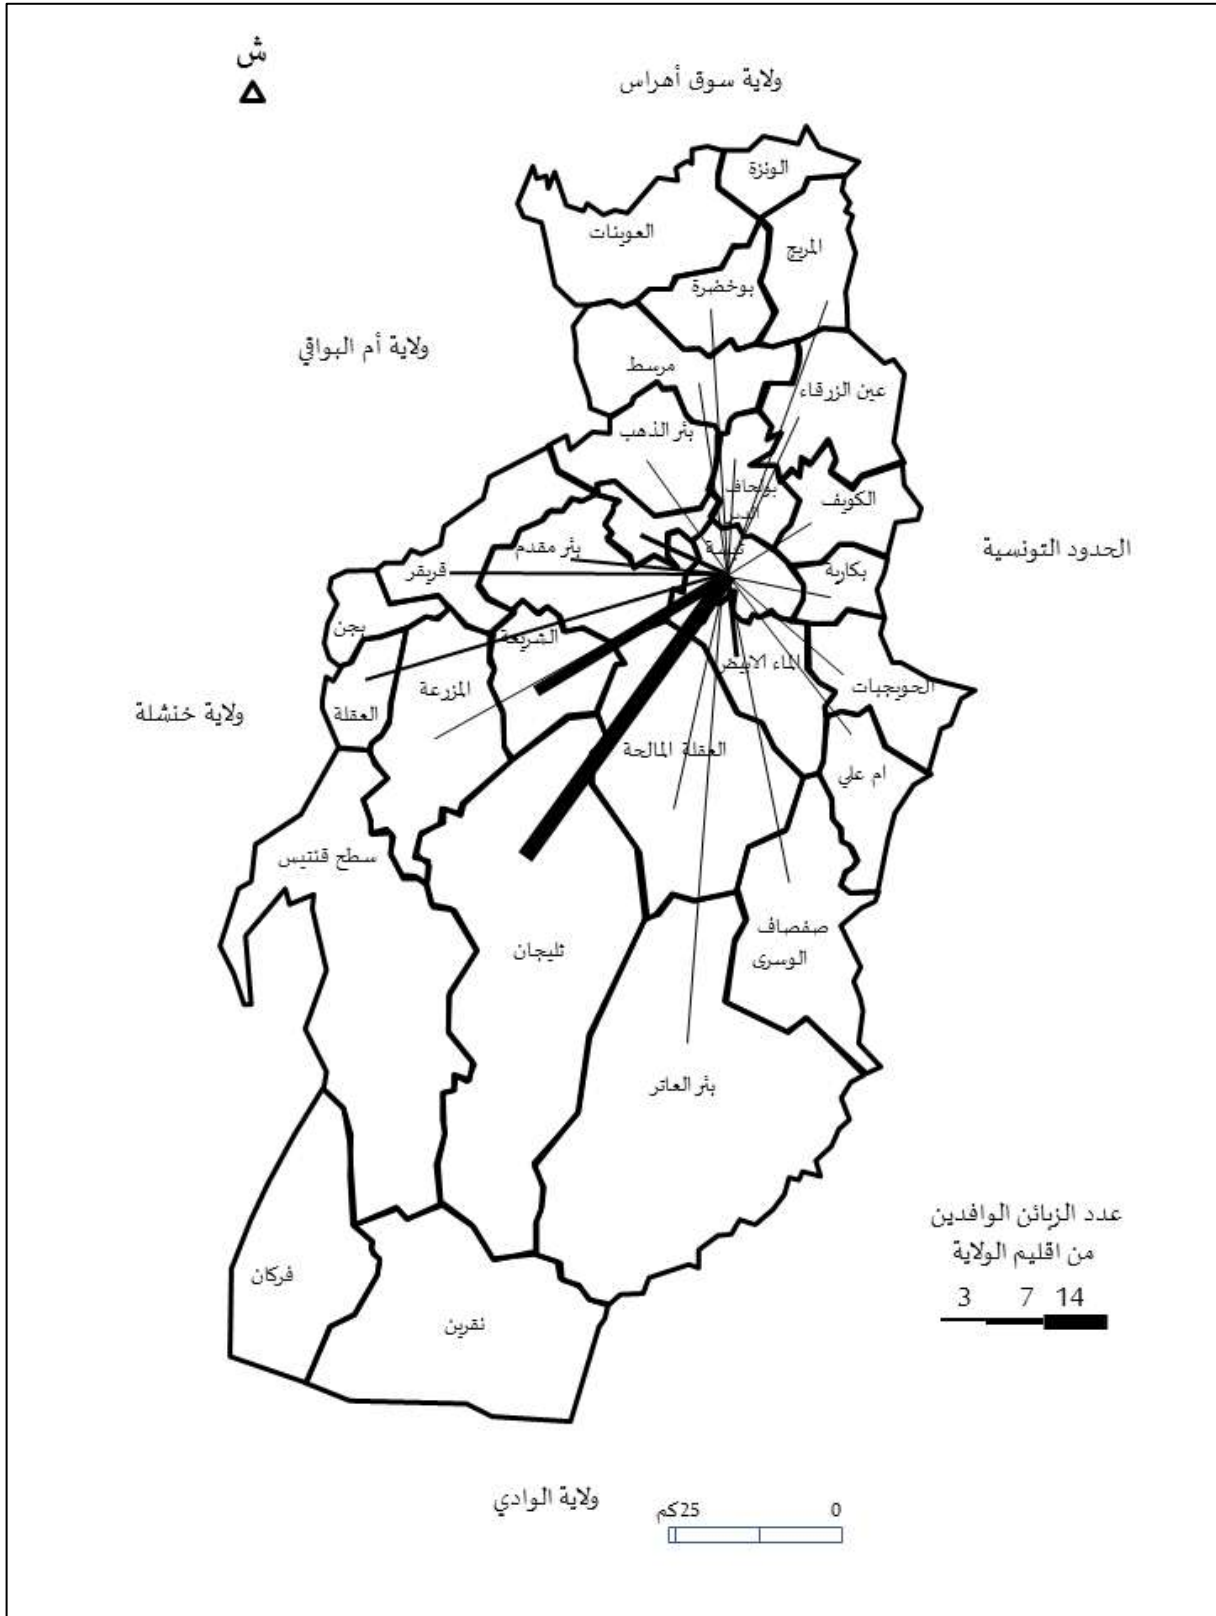 ش
ولاية سوق أهراس
الونزة
العوينات
المريج
بوخضرة
ولاية أم البواقي
مرسط
عين الزرقاء
بئر الذهب
بولحاف
الدير
الكويف
تبسة
بئر مقدم
قريقر
بكارية
الحدود التونسية
بجن
الشريعة
الماء الابيض
المزرعة
الحويجبات
العقلة
ولاية خنشلة
العقلة المالحة
ام علي
سطح قنتيس
صفصاف
الوسرى
ثليجان
بئر العاتر
عدد الزبائن الوافدين
من اقليم الولاية
3 7 14
فركان
نقرين
ولاية الوادي
25كم 0